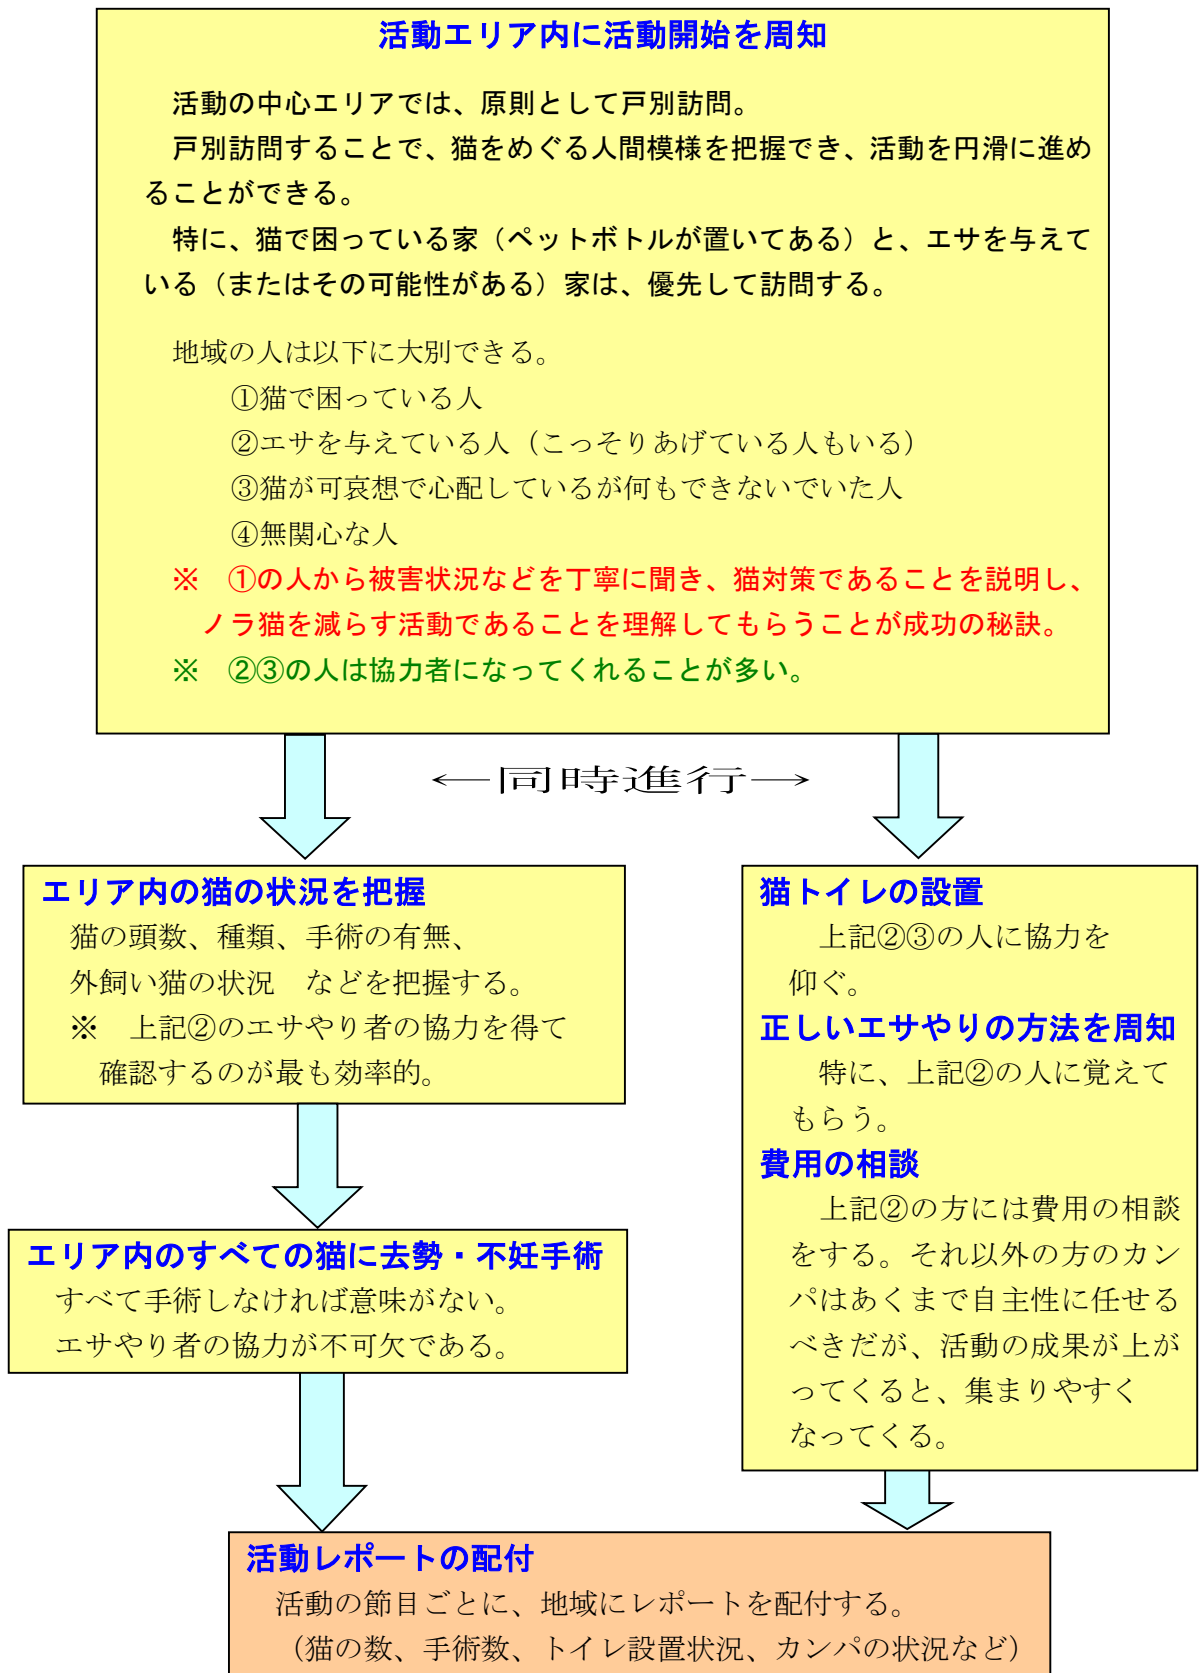 活動エリア内に活動開始を周知
活動の中心エリアでは、原則として戸別訪問。
戸別訪問することで、猫をめぐる人間模様を把握でき、活動を円滑に進め
ることができる。
特に、猫で困っている家（ペットボトルが置いてある）と、エサを与えて
いる（またはその可能性がある）家は、優先して訪問する。
地域の人は以下に大別できる。
①猫で困っている人
②エサを与えている人（こっそりあげている人もいる）
③猫が可哀想で心配しているが何もできないでいた人
④無関心な人
※　①の人から被害状況などを丁寧に聞き、猫対策であることを説明し、
ノラ猫を減らす活動であることを理解してもらうことが成功の秘訣。
※　②③の人は協力者になってくれることが多い。
←同時進行→
エリア内の猫の状況を把握
猫の頭数、種類、手術の有無、
外飼い猫の状況　などを把握する。
※　上記②のエサやり者の協力を得て
確認するのが最も効率的。
エリア内のすべての猫に去勢・不妊手術
すべて手術しなければ意味がない。
エサやり者の協力が不可欠である。
猫トイレの設置
上記②③の人に協力を
仰ぐ。
正しいエサやりの方法を周知
特に、上記②の人に覚えて
もらう。
費用の相談
上記②の方には費用の相談
をする。それ以外の方のカン
パはあくまで自主性に任せる
べきだが、活動の成果が上が
ってくると、集まりやすく
なってくる。
活動レポートの配付
活動の節目ごとに、地域にレポートを配付する。
（猫の数、手術数、トイレ設置状況、カンパの状況など）